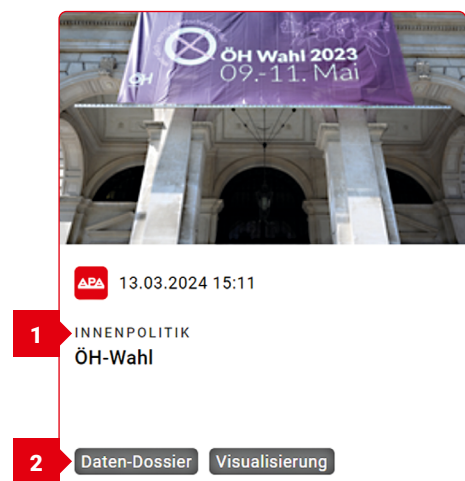 ÖH Wahl 2023
09.-11. Mai
ÖH
APA 13.03.2024 15:11
1 INNENPOLITIK
ÖH-Wahl
2 Daten-Dossier Visualisierung